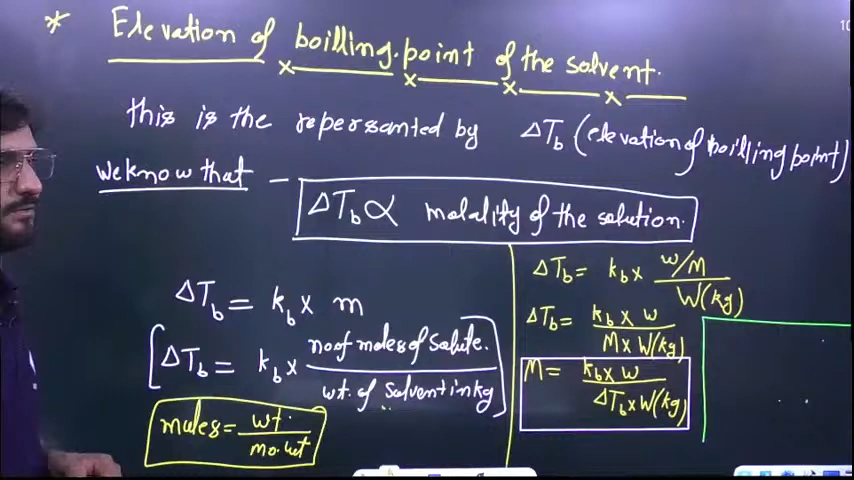 * Elevation of boilling point of the solvent.
this is the repersanted by ΔTb (elevation of boilling point)
We know that –
ΔTb ∝ molality of the solution.
ΔTb = kb x m
[ΔTb = kb x no of moles of Salute. / wt. of Solvent in kg]
moles = wt. / mo. wt
ΔTb = kb x w/M / W(kg)
ΔTb = kb x w / M x W(kg)
M = kb x w / ΔTb x W(kg)
10